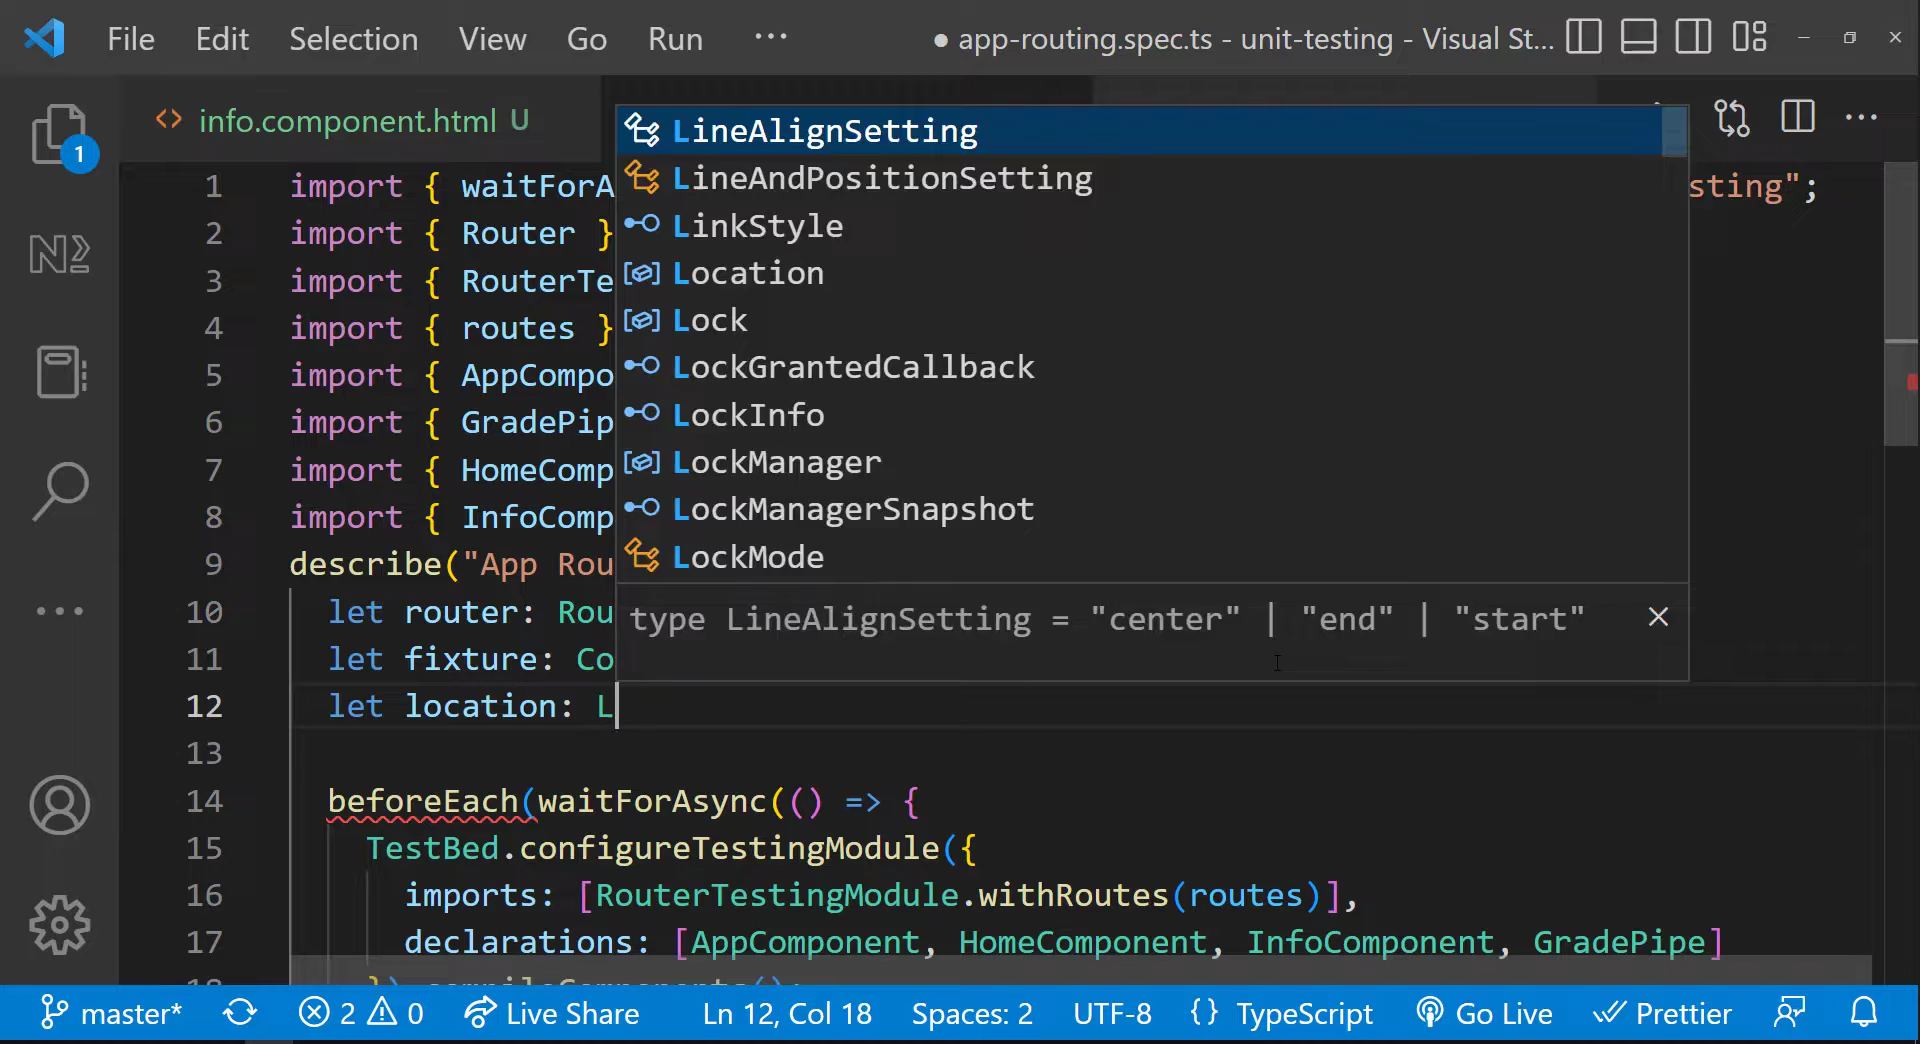 File Edit Selection View Go Run ··· ● app-routing.spec.ts - unit-testing - Visual St...
<> info.component.html U
1
1 import { waitForA
sting";
2 import { Router }
3 import { RouterTe
4 import { routes }
5 import { AppCompo
6 import { GradePip
7 import { HomeComp
8 import { InfoComp
9 describe("App Rou
10 let router: Rou
11 let fixture: Co
12 let location: L
13
14 beforeEach(waitForAsync(() => {
15 TestBed.configureTestingModule({
16 imports: [RouterTestingModule.withRoutes(routes)],
17 declarations: [AppComponent, HomeComponent, InfoComponent, GradePipe]
LineAlignSetting
LineAndPositionSetting
LinkStyle
Location
Lock
LockGrantedCallback
LockInfo
LockManager
LockManagerSnapshot
LockMode
type LineAlignSetting = "center" | "end" | "start"
master* 2 0 Live Share Ln 12, Col 18 Spaces: 2 UTF-8 {} TypeScript Go Live Prettier